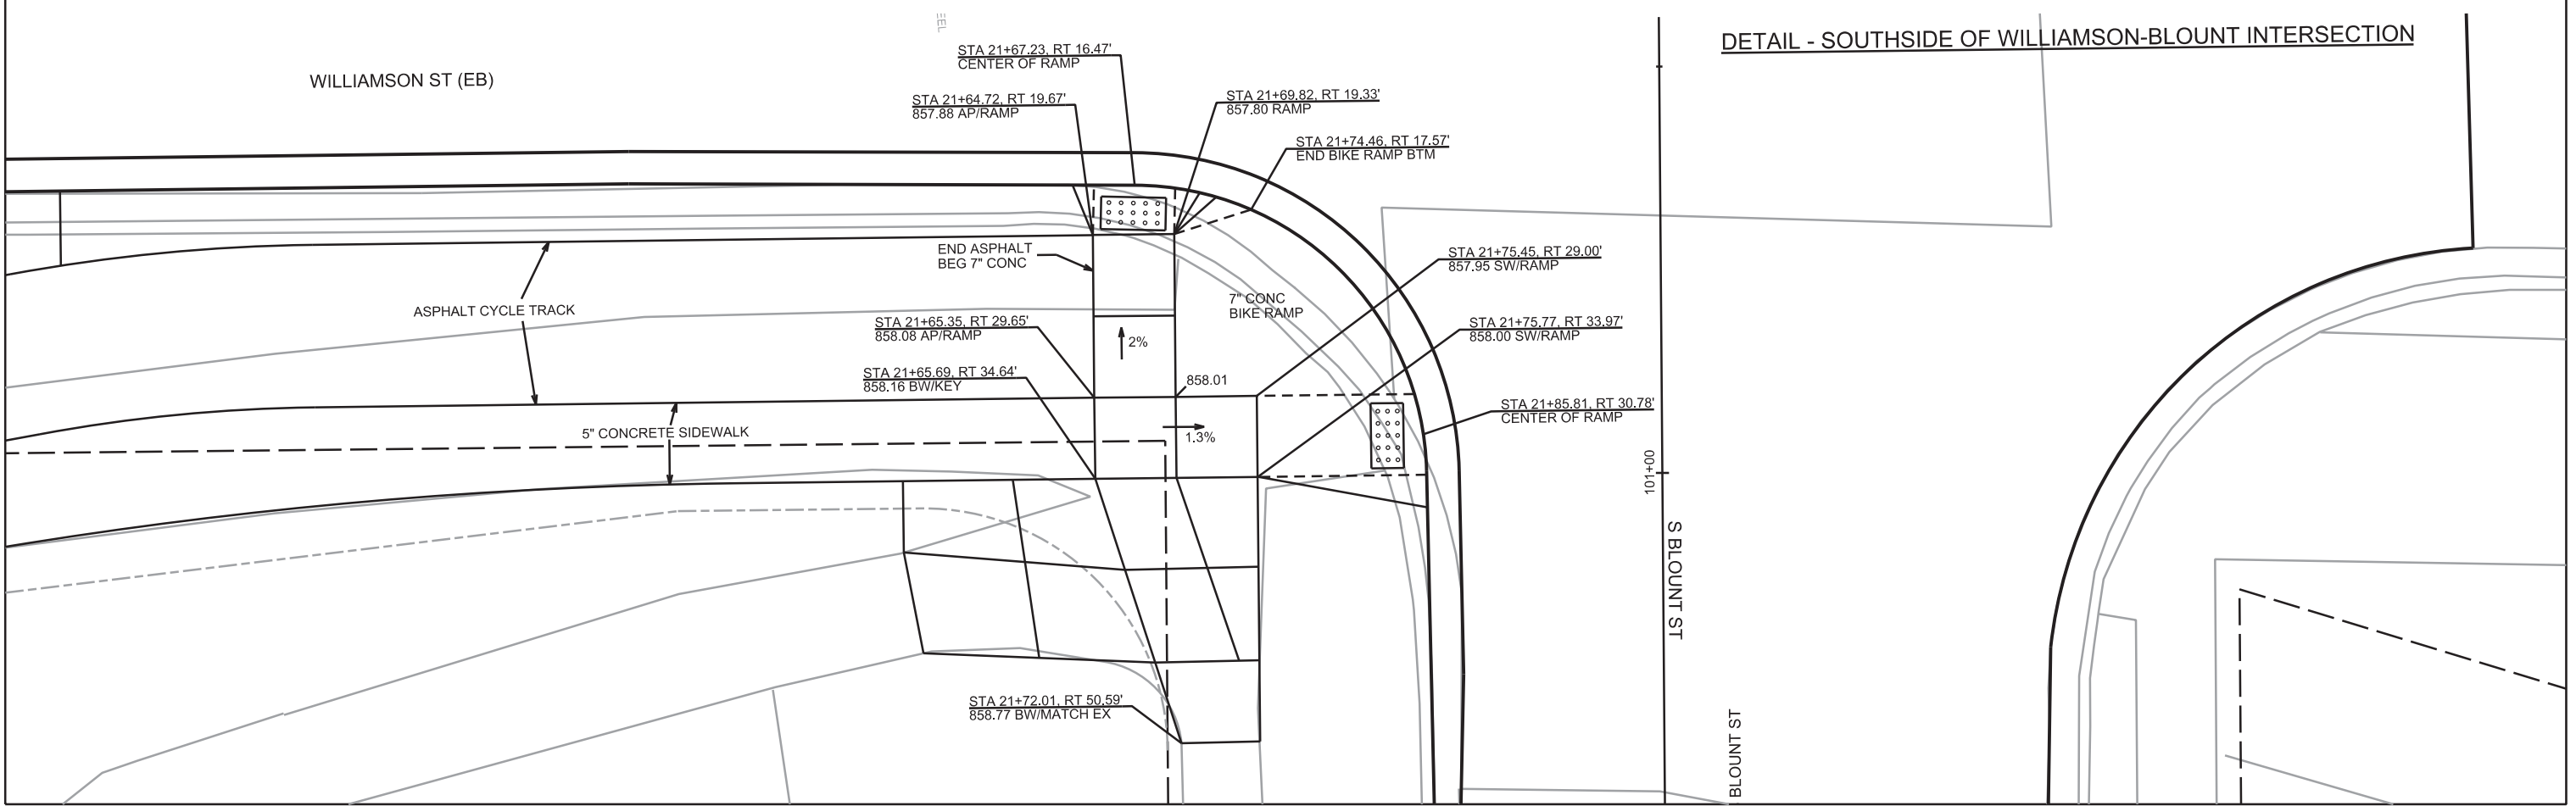 EEL
DETAIL - SOUTHSIDE OF WILLIAMSON-BLOUNT INTERSECTION
WILLIAMSON ST (EB)
STA 21+67.23, RT 16.47'
CENTER OF RAMP
STA 21+64.72, RT 19.67'
857.88 AP/RAMP
STA 21+69.82, RT 19.33'
857.80 RAMP
STA 21+74.46, RT 17.57'
END BIKE RAMP BTM
END ASPHALT
BEG 7" CONC
STA 21+75.45, RT 29.00'
857.95 SW/RAMP
7" CONC
BIKE RAMP
ASPHALT CYCLE TRACK
STA 21+65.35, RT 29.65'
858.08 AP/RAMP
2%
STA 21+75.77, RT 33.97'
858.00 SW/RAMP
STA 21+65.69, RT 34.64'
858.16 BW/KEY
858.01
STA 21+85.81, RT 30.78'
CENTER OF RAMP
5" CONCRETE SIDEWALK
1.3%
101+00
S BLOUNT ST
STA 21+72.01, RT 50.59'
858.77 BW/MATCH EX
BLOUNT ST